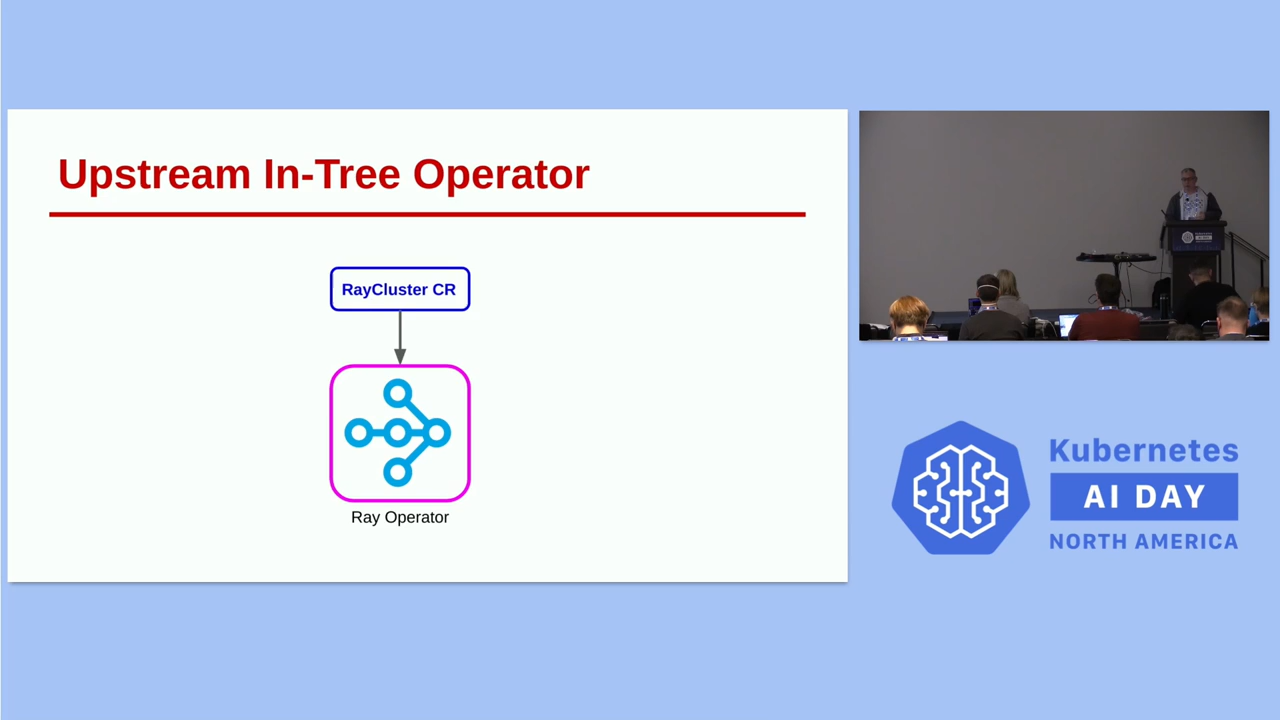 Upstream In-Tree Operator
RayCluster CR
Ray Operator
Kubernetes
AI DAY
NORTH AMERICA